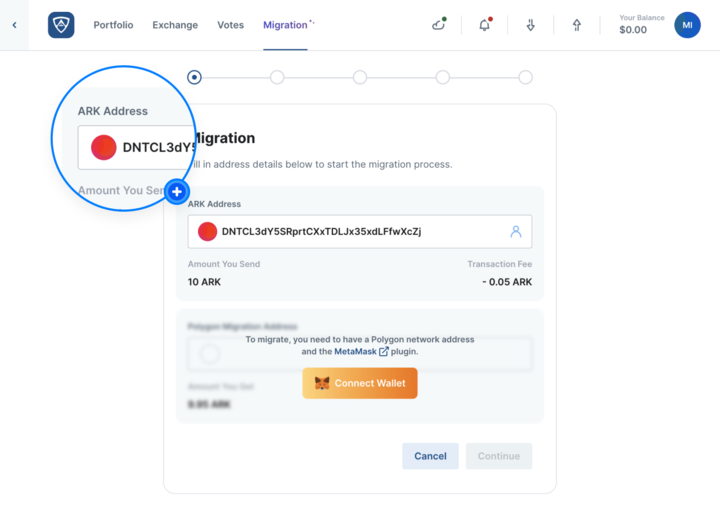 Portfolio
Exchange
Votes
Migration
Your Balance
$0.00
MI
ARK Address
DNTCL3dY5
Amount You Sen
Migration
ill in address details below to start the migration process.
ARK Address
DNTCL3dY5SRprtCXxTDLJx35xdLFfwXcZj
Amount You Send
Transaction Fee
10 ARK
- 0.05 ARK
Polygon Migration Address
To migrate, you need to have a Polygon network address
and the MetaMask plugin.
Connect Wallet
Amount You Get
9.95 ARK
Cancel
Continue